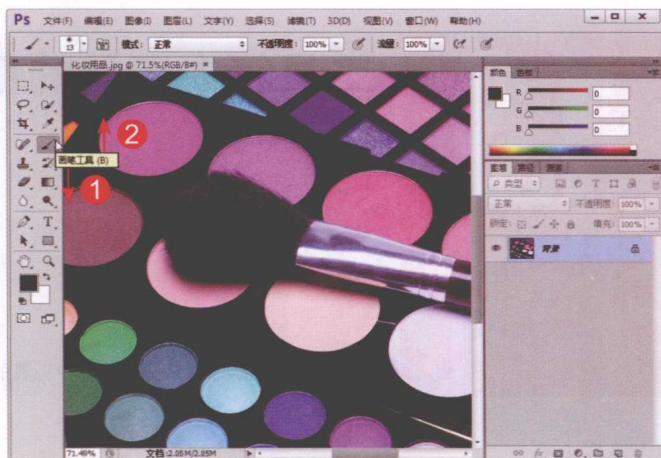 Ps 文件(F) 编辑(E) 图像(I) 图层(L) 文字(Y) 选择(S) 滤镜(T) 3D(D) 视图(V) 窗口(W) 帮助(H)
13 模式: 正常 不透明度: 100% 流量: 100%
化妆用品.jpg @ 71.5%(RGB/8#) ×
颜色 色板
R 0
G 0
B 0
2
画笔工具 (B)
1
图层 路径 通道
类型
正常 不透明度: 100%
锁定: 填充: 100%
背景
71.49% 文档:2.85M/2.85M